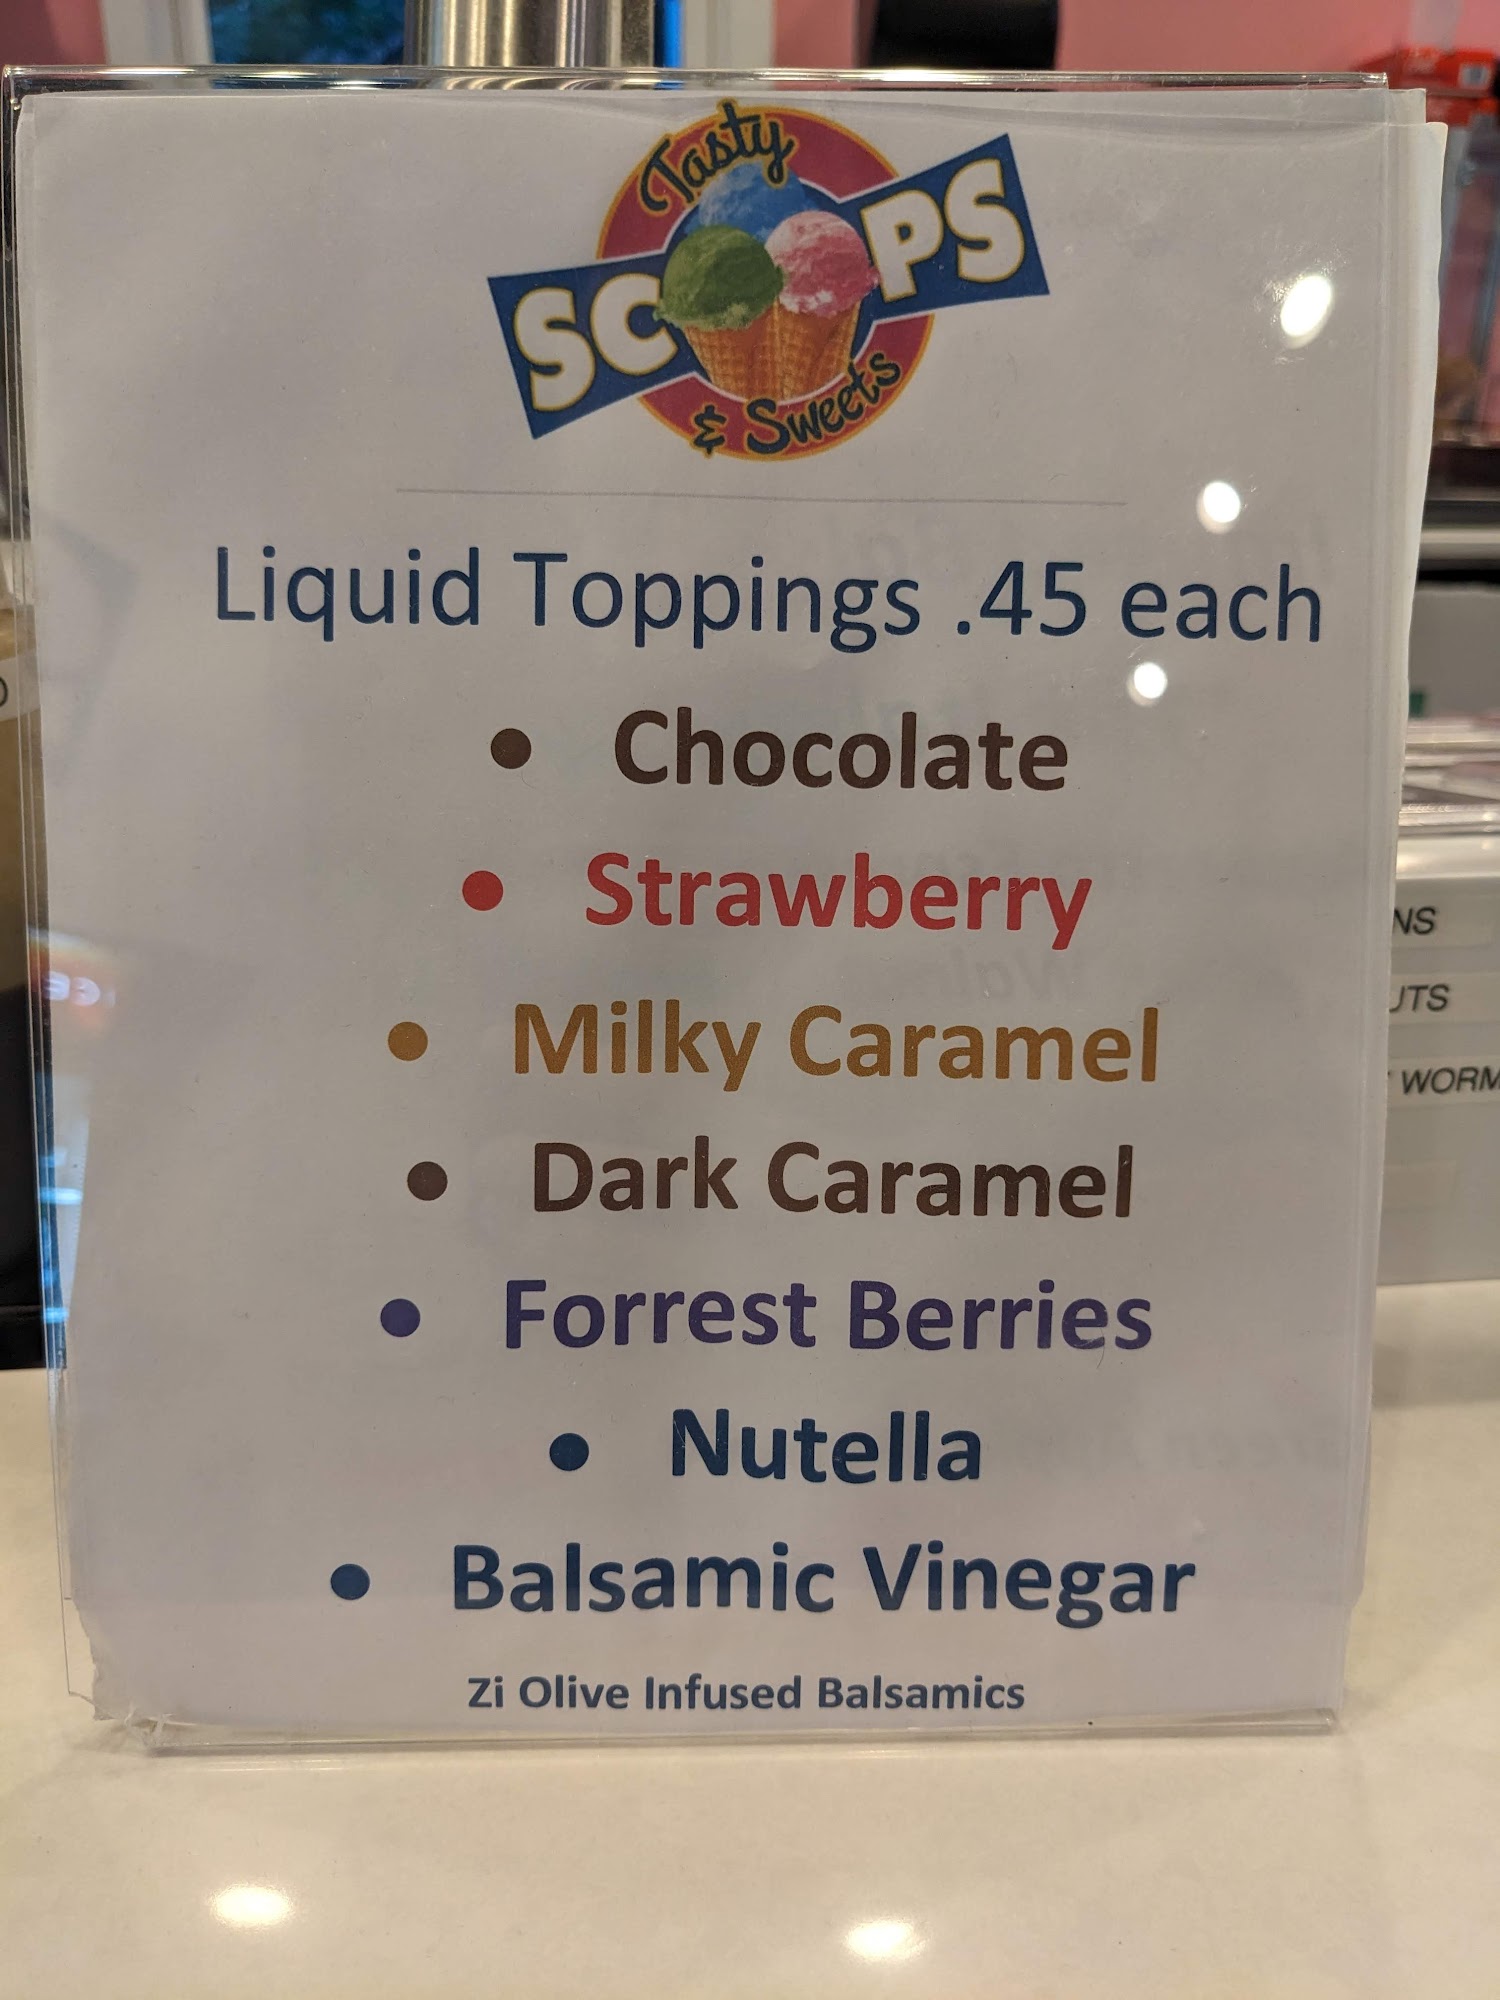 Tasty
SCOOPS
& Sweets
Liquid Toppings .45 each
• Chocolate
• Strawberry
• Milky Caramel
• Dark Caramel
• Forrest Berries
• Nutella
• Balsamic Vinegar
Zi Olive Infused Balsamics
NS
UTS
WORM